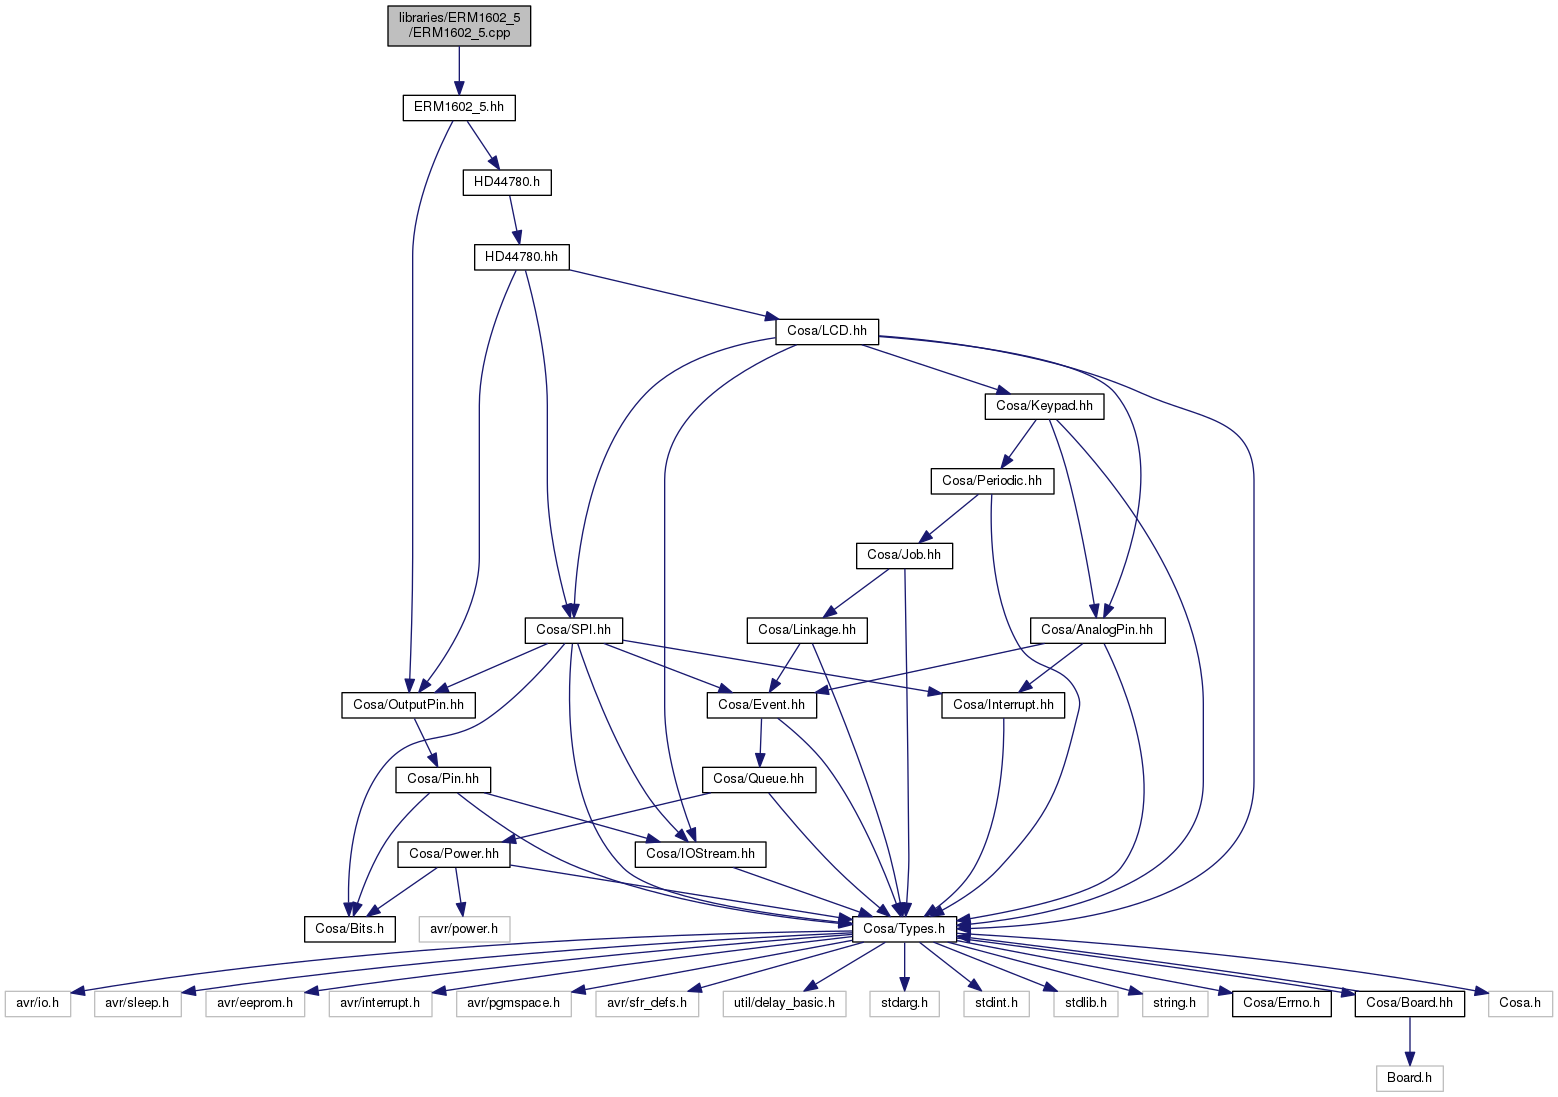 libraries/ERM1602_5
/ERM1602_5.cpp
ERM1602_5.hh
HD44780.h
HD44780.hh
Cosa/LCD.hh
Cosa/Keypad.hh
Cosa/Periodic.hh
Cosa/Job.hh
Cosa/SPI.hh
Cosa/Linkage.hh
Cosa/AnalogPin.hh
Cosa/OutputPin.hh
Cosa/Event.hh
Cosa/Interrupt.hh
Cosa/Pin.hh
Cosa/Queue.hh
Cosa/Power.hh
Cosa/IOStream.hh
Cosa/Bits.h
avr/power.h
Cosa/Types.h
avr/io.h
avr/sleep.h
avr/eeprom.h
avr/interrupt.h
avr/pgmspace.h
avr/sfr_defs.h
util/delay_basic.h
stdarg.h
stdint.h
stdlib.h
string.h
Cosa/Errno.h
Cosa/Board.hh
Cosa.h
Board.h